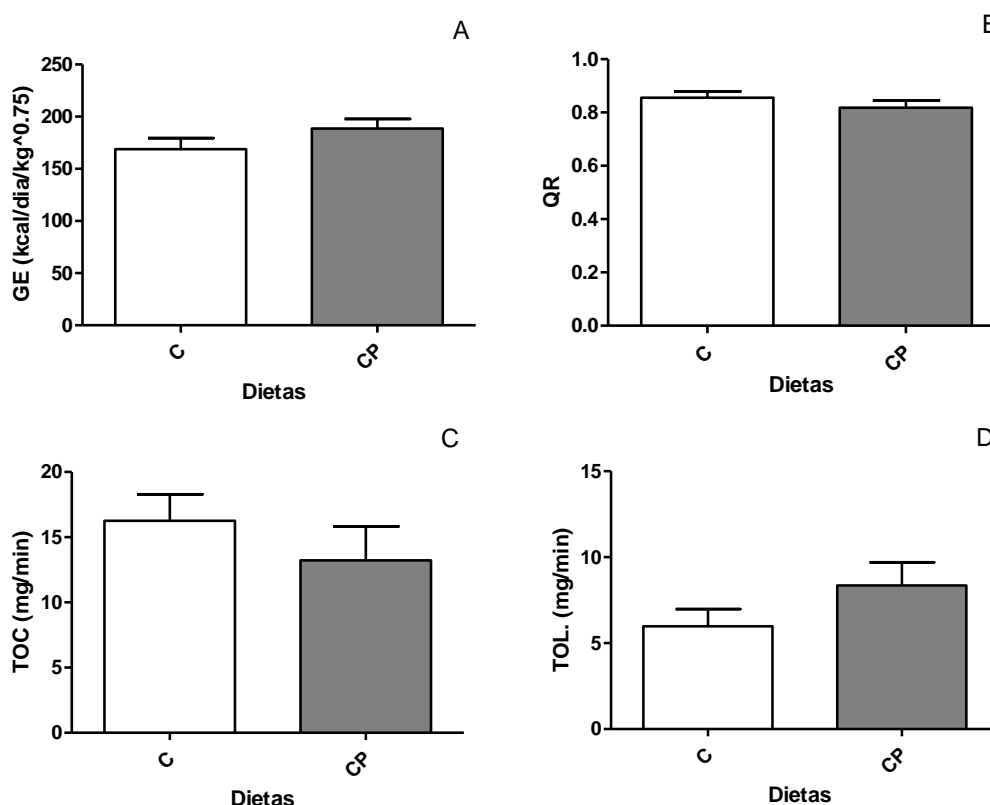 A
250
200
150
100
50
0
GE (kcal/dia/kg^0.75)
C
CP
Dietas
1.0
0.8
0.6
0.4
0.2
0.0
QR
C
CP
Dietas
C
20
15
10
5
0
TOC (mg/min)
C
CP
Dietas
D
15
10
5
0
TOL. (mg/min)
C
CP
Dietas